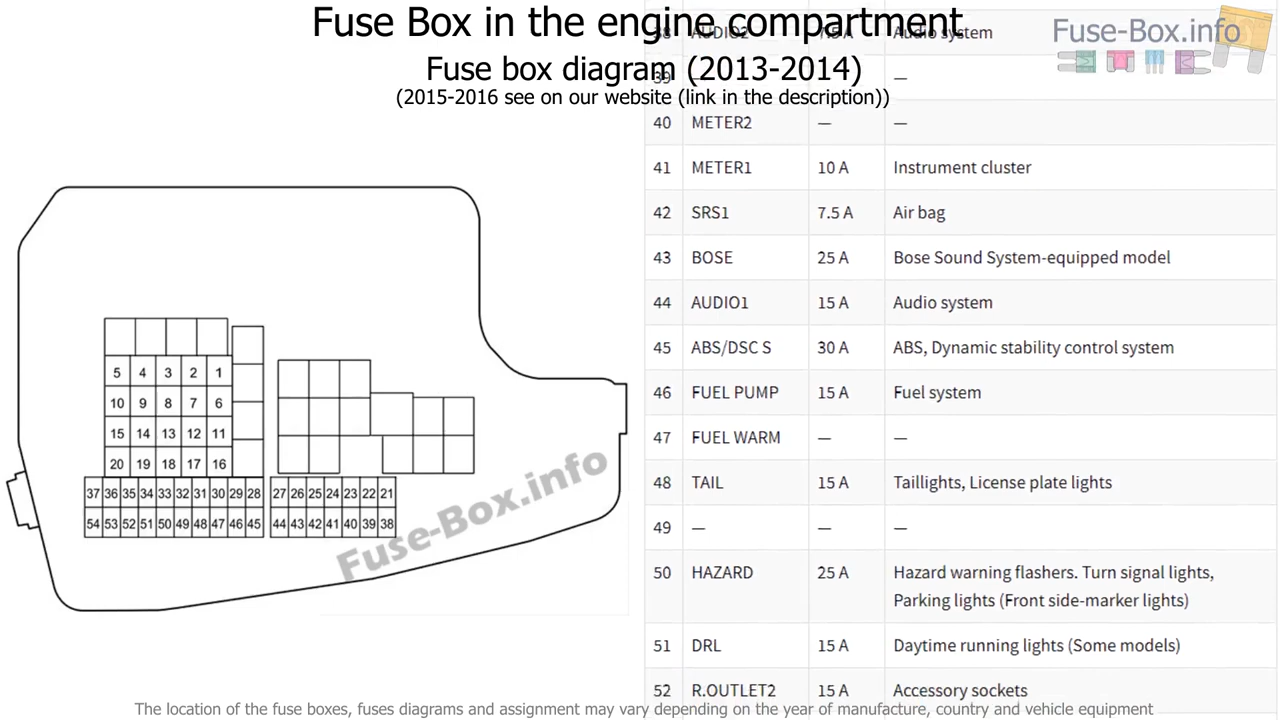 Fuse Box in the engine compartment
Fuse box diagram (2013-2014)
(2015-2016 see on our website (link in the description))
Fuse-Box.info
38 AUDIO2 7.5 A Audio system
39 — —
40 METER2 — —
41 METER1 10 A Instrument cluster
42 SRS1 7.5 A Air bag
43 BOSE 25 A Bose Sound System-equipped model
44 AUDIO1 15 A Audio system
45 ABS/DSC S 30 A ABS, Dynamic stability control system
46 FUEL PUMP 15 A Fuel system
47 FUEL WARM — —
48 TAIL 15 A Taillights, License plate lights
49 — — —
50 HAZARD 25 A Hazard warning flashers. Turn signal lights,
Parking lights (Front side-marker lights)
51 DRL 15 A Daytime running lights (Some models)
52 R.OUTLET2 15 A Accessory sockets
5 4 3 2 1
10 9 8 7 6
15 14 13 12 11
20 19 18 17 16
37 36 35 34 33 32 31 30 29 28 27 26 25 24 23 22 21
54 53 52 51 50 49 48 47 46 45 44 43 42 41 40 39 38
Fuse-Box.info
The location of the fuse boxes, fuses diagrams and assignment may vary depending on the year of manufacture, country and vehicle equipment